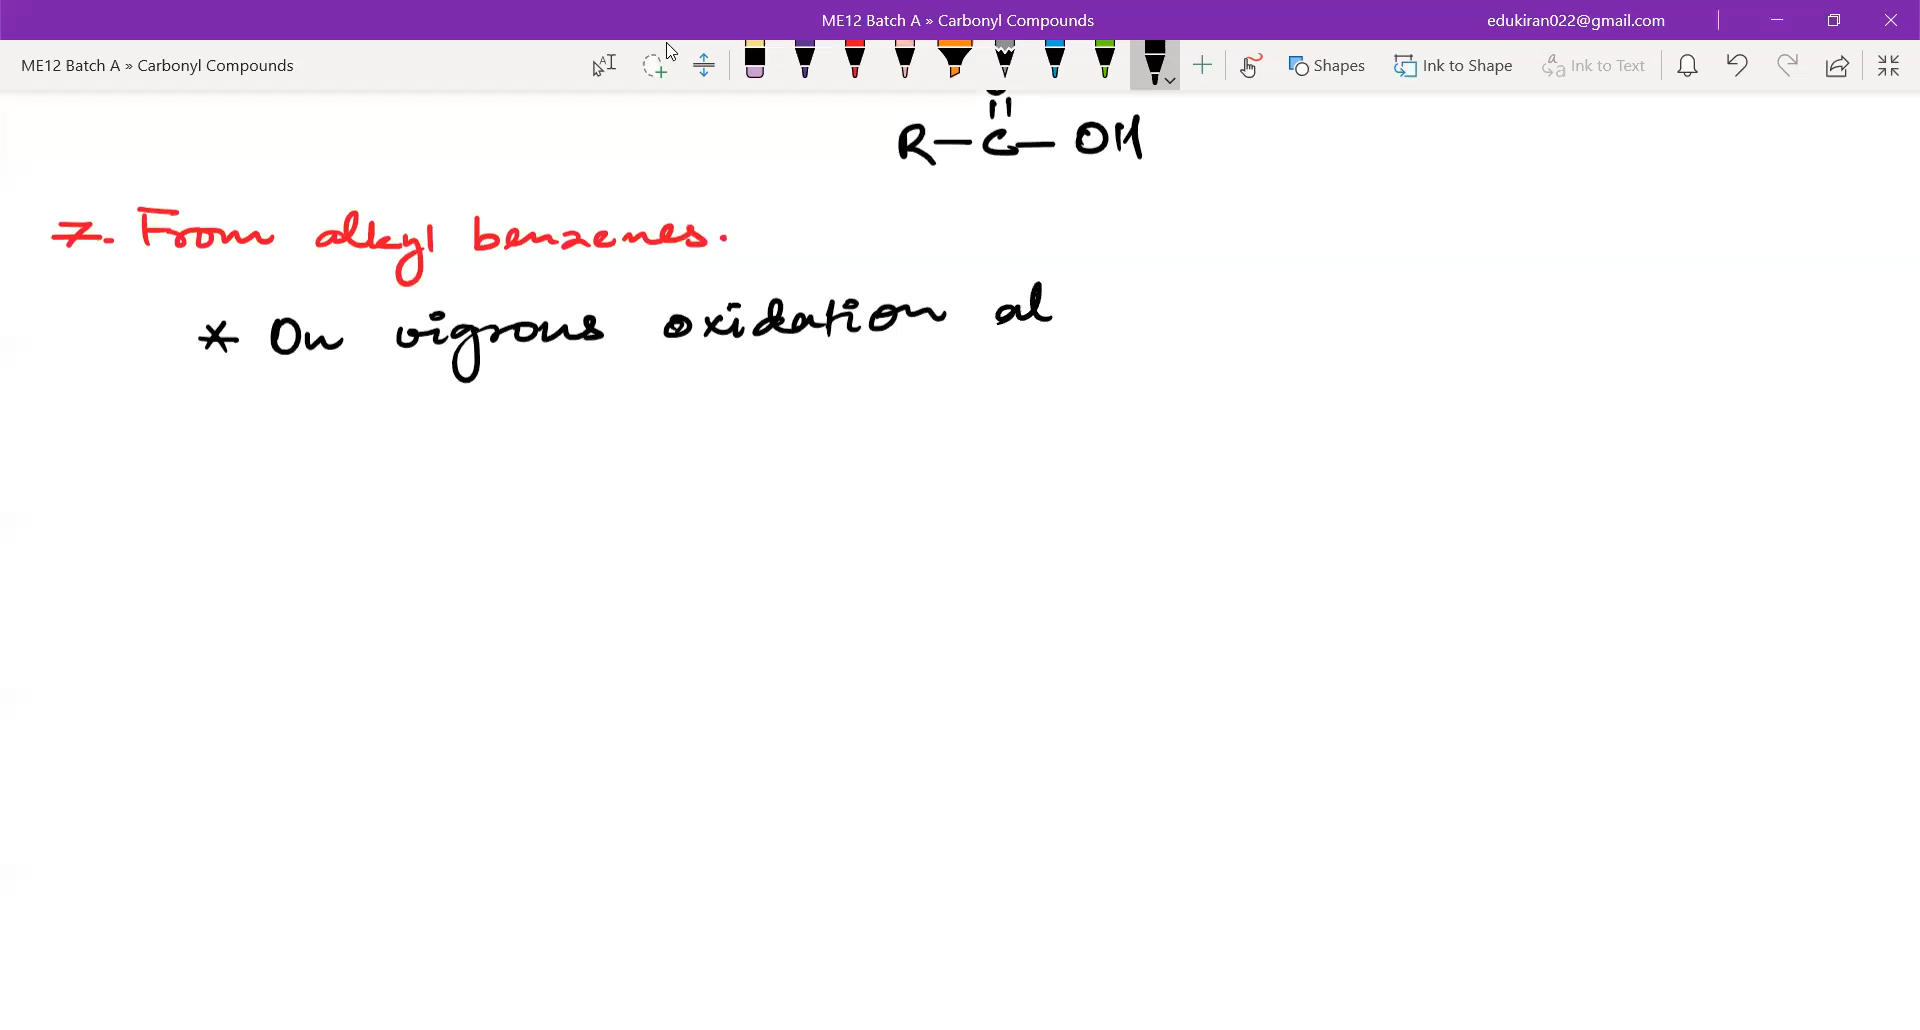 ME12 Batch A » Carbonyl Compounds
edukiran022@gmail.com
ME12 Batch A » Carbonyl Compounds
Shapes
Ink to Shape
Ink to Text
R—C—OH
7. From alkyl benzenes.
* On vigrous oxidation al